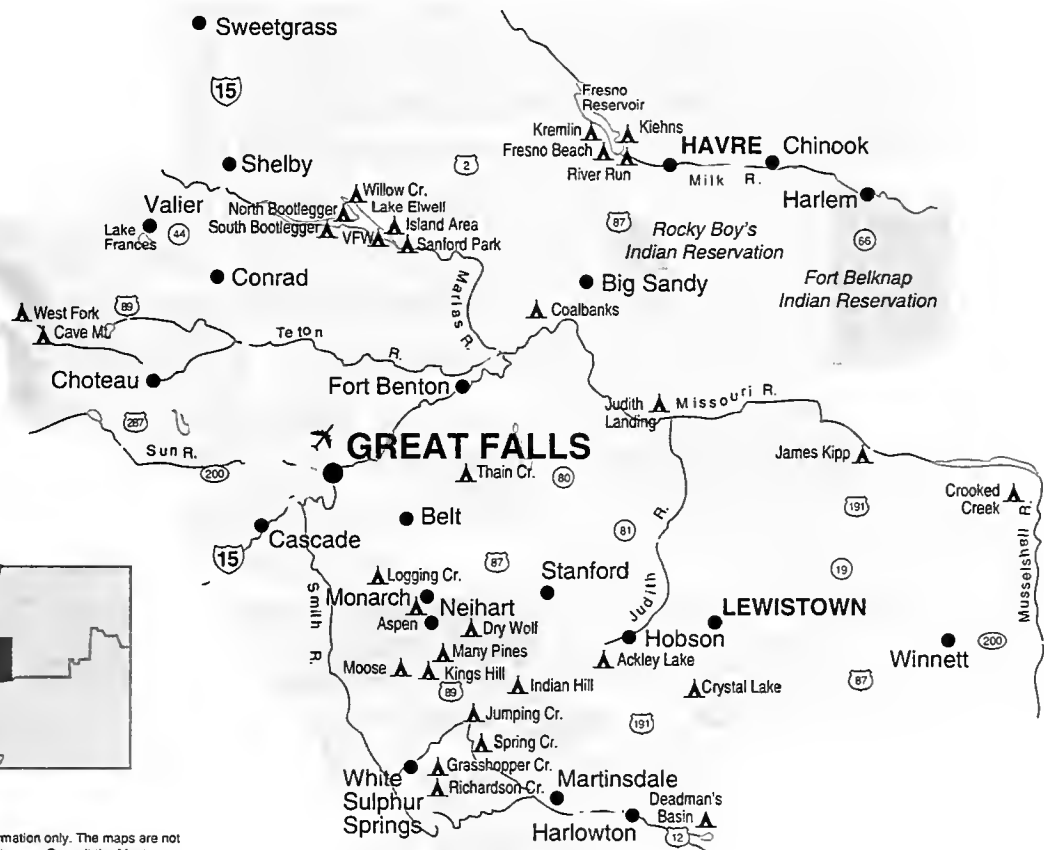 Sweetgrass
15
Fresno
Reservoir
Kremlin
Kiehns
Fresno Beach
HAVRE
Chinook
River Run
Milk R.
Shelby
2
Harlem
Willow Cr.
Lake Elwell
North Bootlegger
Island Area
South Bootlegger
VFW
Sanford Park
Valier
Lake
Frances
44
87
Rocky Boy's
Indian Reservation
66
Fort Belknap
Indian Reservation
Conrad
Marias R.
Big Sandy
Coalbanks
89
West Fork
Cave Mt.
Teton
R.
Choteau
Fort Benton
287
Judith
Landing
Missouri R.
Sun R.
200
GREAT FALLS
Thain Cr.
80
James Kipp
Crooked
Creek
191
Belt
81
Cascade
15
Musselshell R.
87
Stanford
19
Logging Cr.
Monarch
Neihart
Aspen
Dry Wolf
Smith R.
Judith R.
LEWISTOWN
Hobson
Winnett
200
Many Pines
Moose
Kings Hill
Ackley Lake
89
Indian Hill
Crystal Lake
87
Jumping Cr.
191
Spring Cr.
Grasshopper Cr.
Richardson Cr.
White
Sulphur
Springs
Martinsdale
Harlowton
Deadman's
Basin
12
rmation only. The maps are not